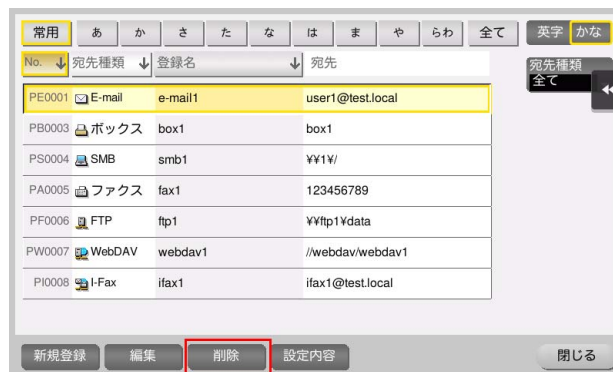 常用 あ か さ た な は ま や らわ 全て 英字 かな
No. 宛先種類 登録名 宛先 宛先種類
全て
PE0001 E-mail e-mail1 user1@test.local
PB0003 ボックス box1 box1
PS0004 SMB smb1 ¥¥1¥/
PA0005 ファクス fax1 123456789
PF0006 FTP ftp1 ¥¥ftp1¥data
PW0007 WebDAV webdav1 //webdav/webdav1
PI0008 I-Fax ifax1 ifax1@test.local
新規登録 編集 削除 設定内容 閉じる